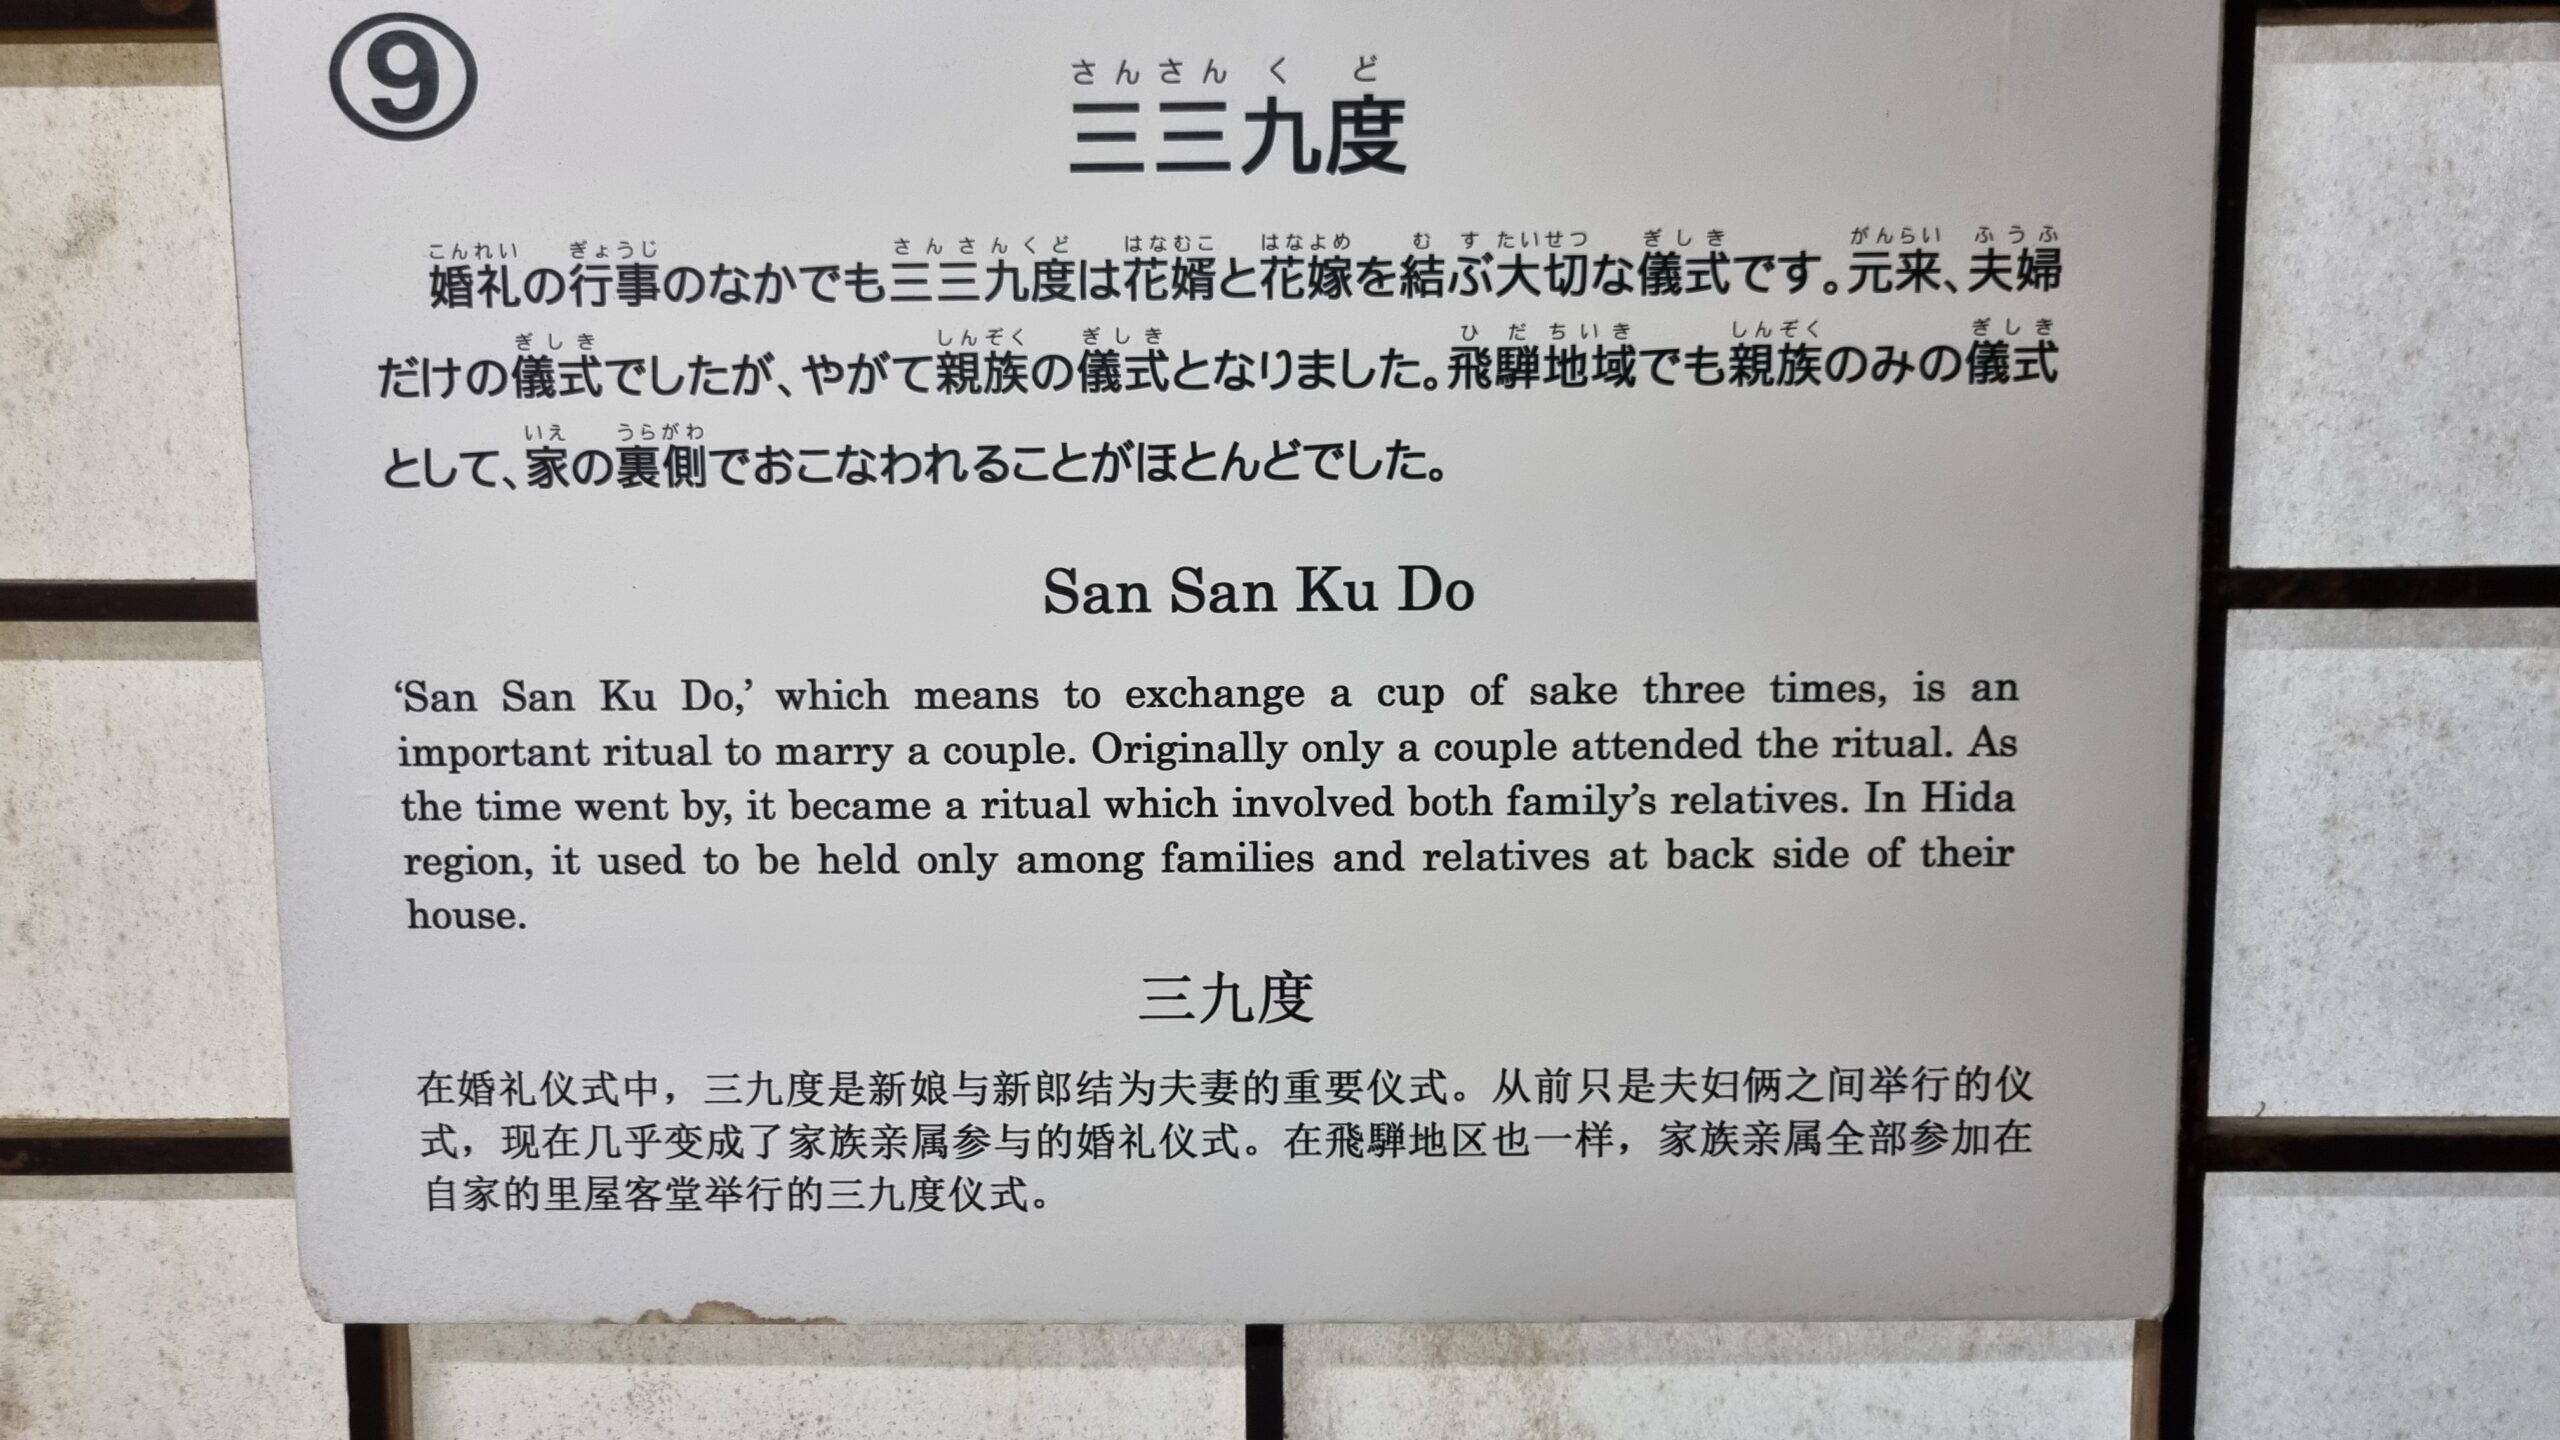 ⑨
さんさんくど
三三九度
こんれい ぎょうじ さんさんくど はなむこ はなよめ むす たいせつ ぎしき がんらい ふうふ
婚礼の行事のなかでも三三九度は花婿と花嫁を結ぶ大切な儀式です。元来、夫婦
ぎしき しんぞく ぎしき ひだちいき しんぞく ぎしき
だけの儀式でしたが、やがて親族の儀式となりました。飛騨地域でも親族のみの儀式
いえ うらがわ
として、家の裏側でおこなわれることがほとんどでした。
San San Ku Do
‘San San Ku Do,’ which means to exchange a cup of sake three times, is an
important ritual to marry a couple. Originally only a couple attended the ritual. As
the time went by, it became a ritual which involved both family’s relatives. In Hida
region, it used to be held only among families and relatives at back side of their
house.
三九度
在婚礼仪式中，三九度是新娘与新郎结为夫妻的重要仪式。从前只是夫妇俩之间举行的仪
式，现在几乎变成了家族亲属参与的婚礼仪式。在飛騨地区也一样，家族亲属全部参加在
自家的里屋客堂举行的三九度仪式。